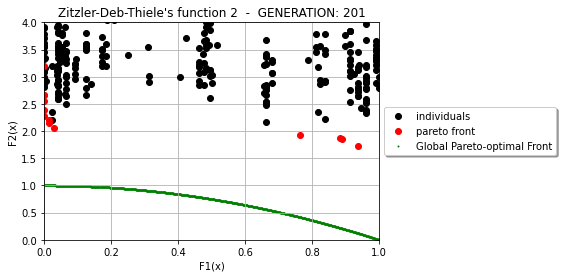 Zitzler-Deb-Thiele's function 2 - GENERATION: 201
4.0
3.5
3.0
2.5
2.0
1.5
1.0
0.5
0.0
F2(x)
0.0 0.2 0.4 0.6 0.8 1.0
F1(x)
individuals
pareto front
Global Pareto-optimal Front